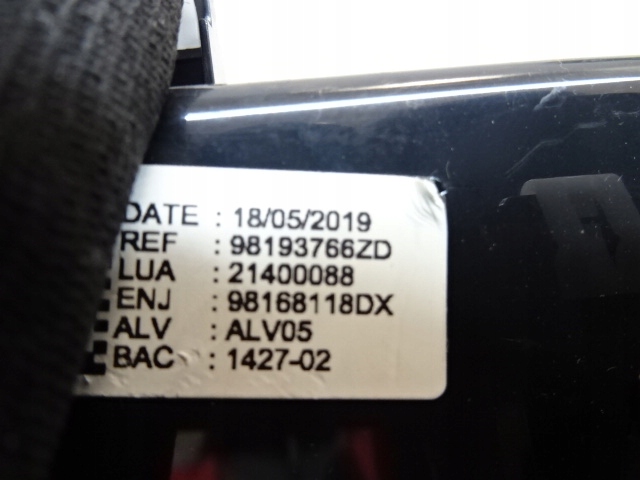 DATE : 18/05/2019
REF : 98193766ZD
LUA : 21400088
ENJ : 98168118DX
ALV : ALV05
BAC : 1427-02